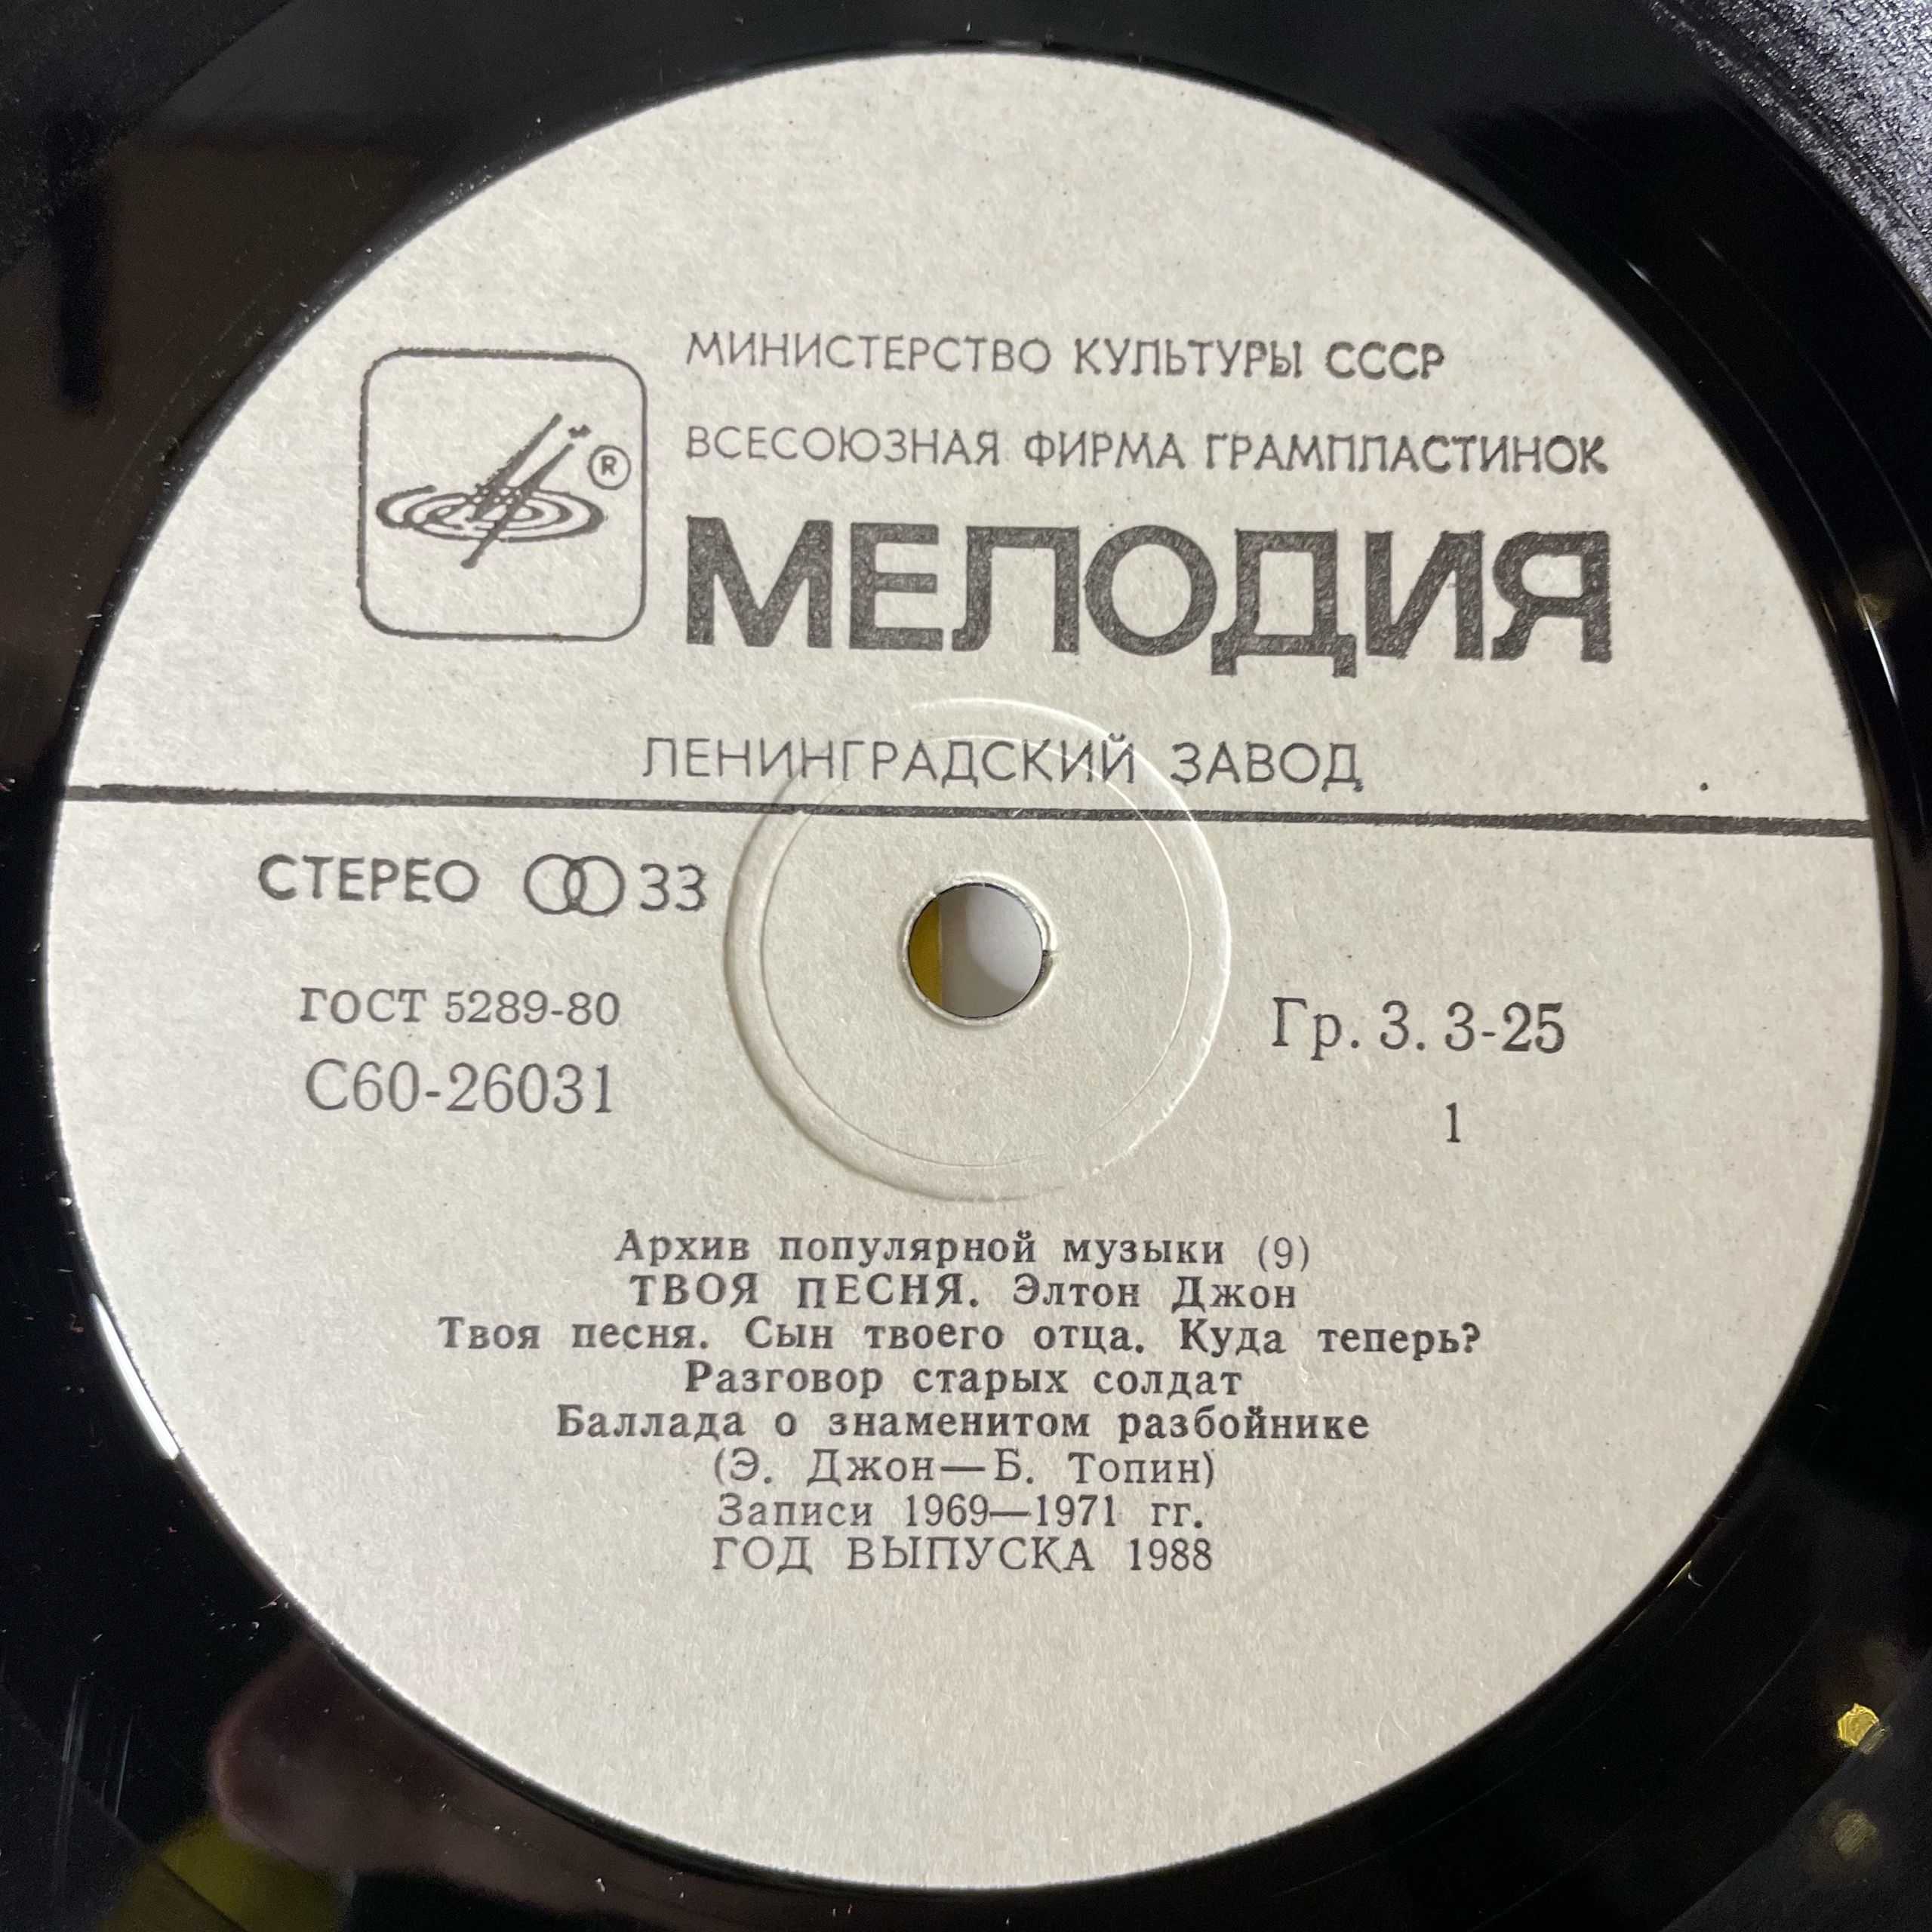 МИНИСТЕРСТВО КУЛЬТУРЫ СССР
ВСЕСОЮЗНАЯ ФИРМА ГРАМПЛАСТИНОК
®
МЕЛОДИЯ
ЛЕНИНГРАДСКИЙ ЗАВОД
СТЕРЕО 33
ГОСТ 5289-80
С60-26031
Гр. 3. 3-25
1
Архив популярной музыки (9)
ТВОЯ ПЕСНЯ. Элтон Джон
Твоя песня. Сын твоего отца. Куда теперь?
Разговор старых солдат
Баллада о знаменитом разбойнике
(Э. Джон—Б. Топин)
Записи 1969—1971 гг.
ГОД ВЫПУСКА 1988